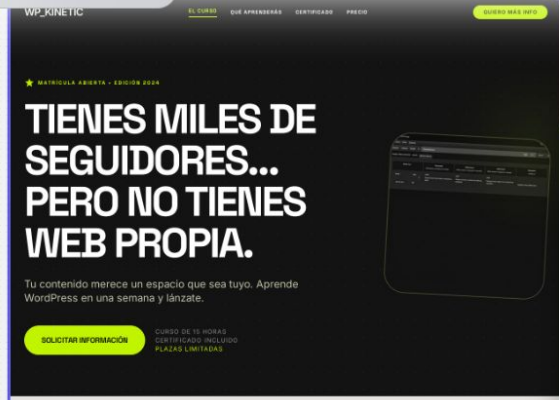 WP_KINETIC
EL CURSO
QUÉ APRENDERÁS
CERTIFICADO
PRECIO
QUIERO MÁS INFO
MATRÍCULA ABIERTA • EDICIÓN 2024
TIENES MILES DE
SEGUIDORES...
PERO NO TIENES
WEB PROPIA.
Tu contenido merece un espacio que sea tuyo. Aprende
WordPress en una semana y lánzate.
SOLICITAR INFORMACIÓN
CURSO DE 15 HORAS
CERTIFICADO INCLUIDO
PLAZAS LIMITADAS